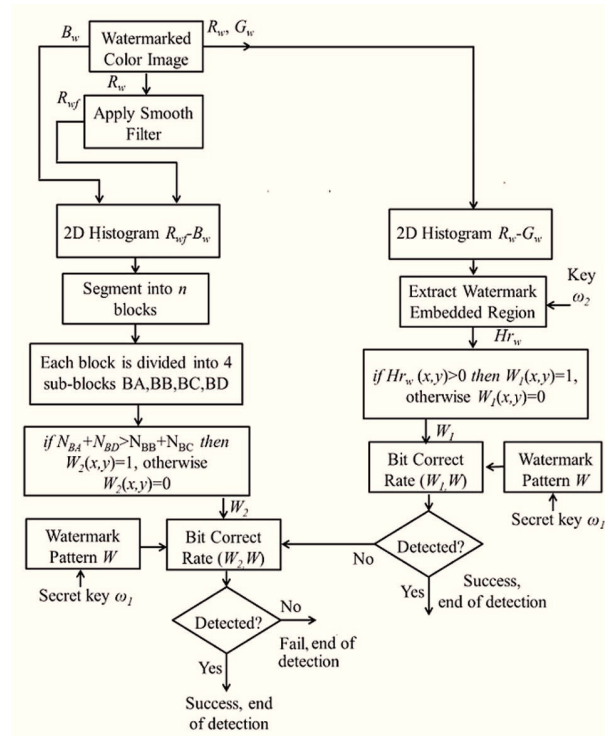 B_w
Watermarked
Color Image
R_w, G_w
R_w
R_wf
Apply Smooth
Filter
2D Histogram R_wf-B_w
Segment into n
blocks
Each block is divided into 4
sub-blocks BA,BB,BC,BD
if N_BA+N_BD>N_BB+N_BC then
W_2(x,y)=1, otherwise
W_2(x,y)=0
W_2
Watermark
Pattern W
Secret key ω_1
Bit Correct
Rate (W_2,W)
Detected?
No
Fail, end of
detection
Yes
Success, end
of detection
2D Histogram R_w-G_w
Extract Watermark
Embedded Region
Key
ω_2
Hr_w
if Hr_w (x,y)>0 then W_1(x,y)=1,
otherwise W_1(x,y)=0
W_1
Bit Correct
Rate (W_1,W)
Watermark
Pattern W
Secret key ω_1
Detected?
No
Yes
Success,
end of detection